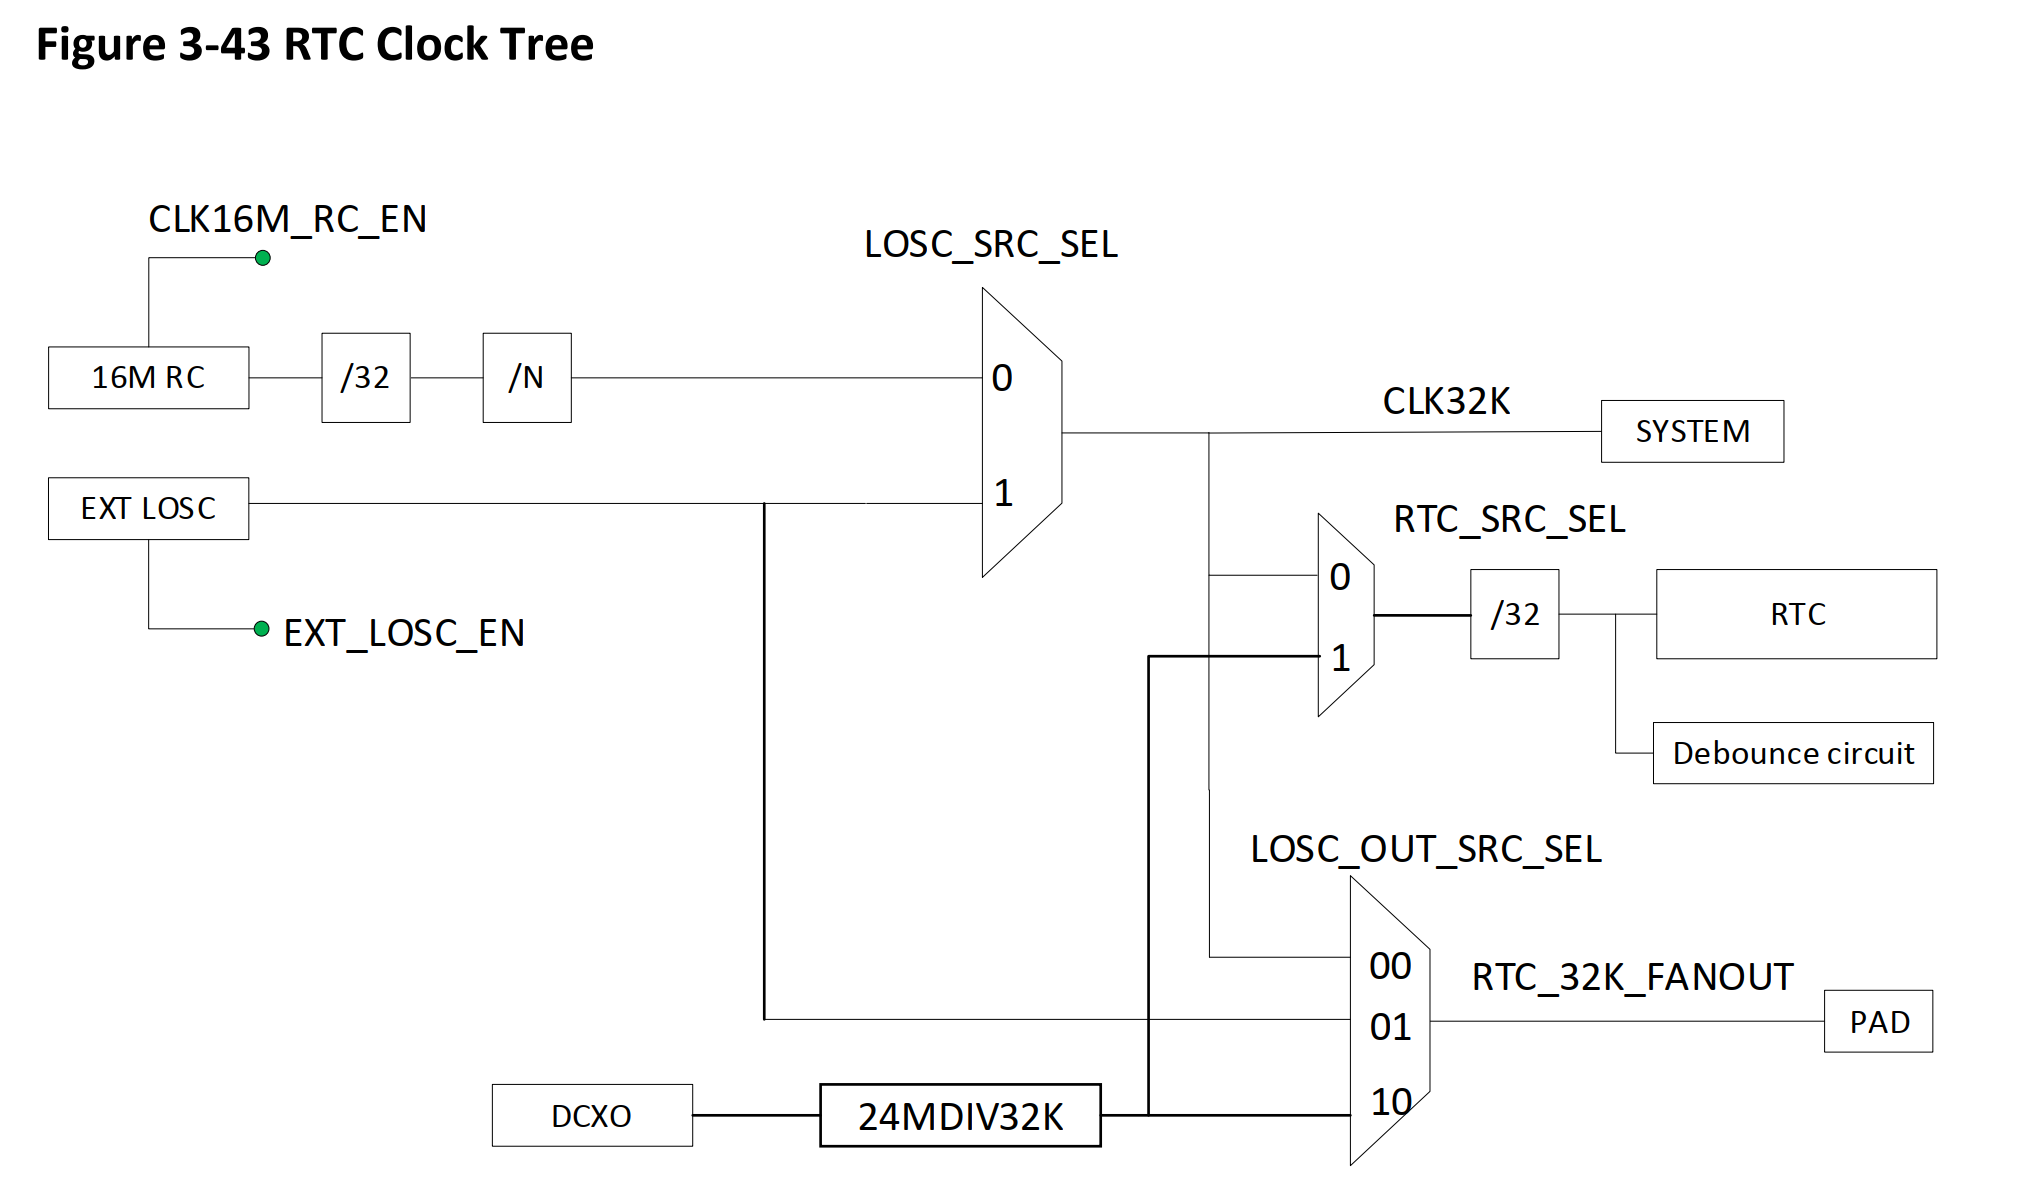 Figure 3-43 RTC Clock Tree
CLK16M_RC_EN
LOSC_SRC_SEL
16M RC
/32
/N
0
CLK32K
SYSTEM
EXT LOSC
1
RTC_SRC_SEL
EXT_LOSC_EN
0
/32
RTC
1
Debounce circuit
LOSC_OUT_SRC_SEL
00
RTC_32K_FANOUT
01
PAD
DCXO
24MDIV32K
10